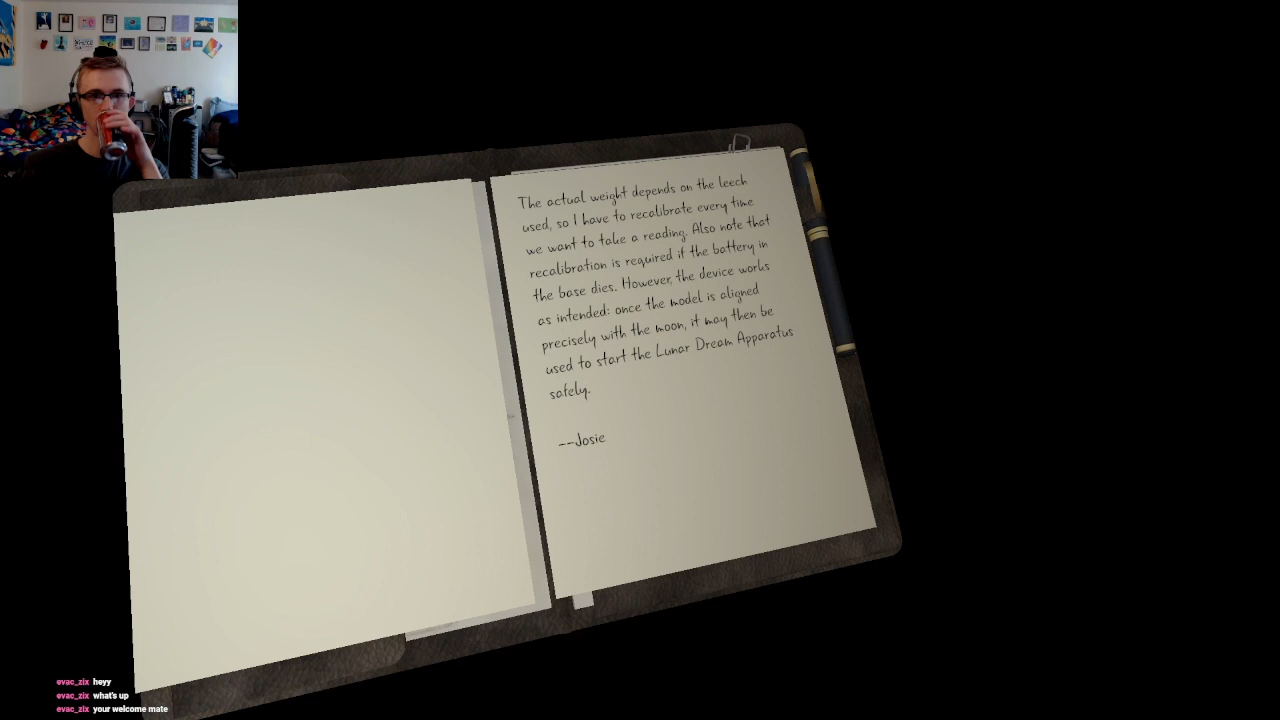 The actual weight depends on the leech
used, so I have to recalibrate every time
we want to take a reading. Also note that
recalibration is required if the battery in
the base dies. However, the device works
as intended: once the model is aligned
precisely with the moon, it may then be
used to start the Lunar Dream Apparatus
safely.
--Josie
evac_zix heyy
evac_zix what's up
evac_zix your welcome mate